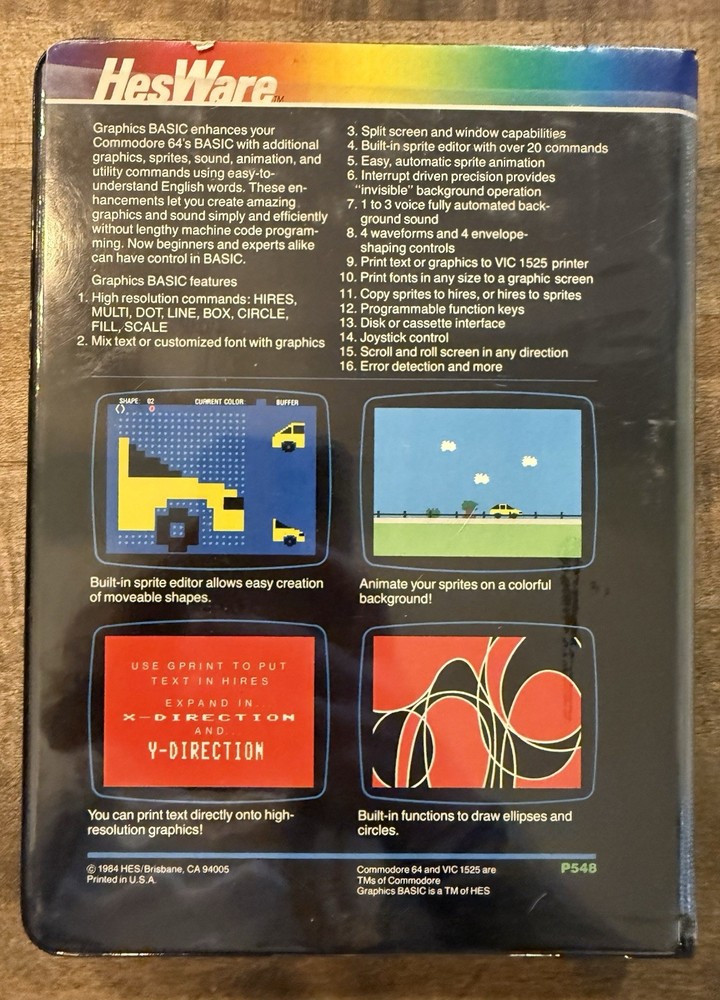 HesWare TM
Graphics BASIC enhances your
Commodore 64's BASIC with additional
graphics, sprites, sound, animation, and
utility commands using easy-to-
understand English words. These en-
hancements let you create amazing
graphics and sound simply and efficiently
without lengthy machine code program-
ming. Now beginners and experts alike
can have control in BASIC.
Graphics BASIC features
1. High resolution commands: HIRES,
MULTI, DOT, LINE, BOX, CIRCLE,
FILL, SCALE
2. Mix text or customized font with graphics
3. Split screen and window capabilities
4. Built-in sprite editor with over 20 commands
5. Easy, automatic sprite animation
6. Interrupt driven precision provides
"invisible" background operation
7. 1 to 3 voice fully automated back-
ground sound
8. 4 waveforms and 4 envelope-
shaping controls
9. Print text or graphics to VIC 1525 printer
10. Print fonts in any size to a graphic screen
11. Copy sprites to hires, or hires to sprites
12. Programmable function keys
13. Disk or cassette interface
14. Joystick control
15. Scroll and roll screen in any direction
16. Error detection and more
SHAPE: 02 CURRENT COLOR: BUFFER
Built-in sprite editor allows easy creation
of moveable shapes.
Animate your sprites on a colorful
background!
USE GPRINT TO PUT
TEXT IN HIRES
EXPAND IN...
X-DIRECTION
AND...
Y-DIRECTION
You can print text directly onto high-
resolution graphics!
Built-in functions to draw ellipses and
circles.
© 1984 HES/Brisbane, CA 94005
Printed in U.S.A.
Commodore 64 and VIC 1525 are
TMs of Commodore
Graphics BASIC is a TM of HES
P548